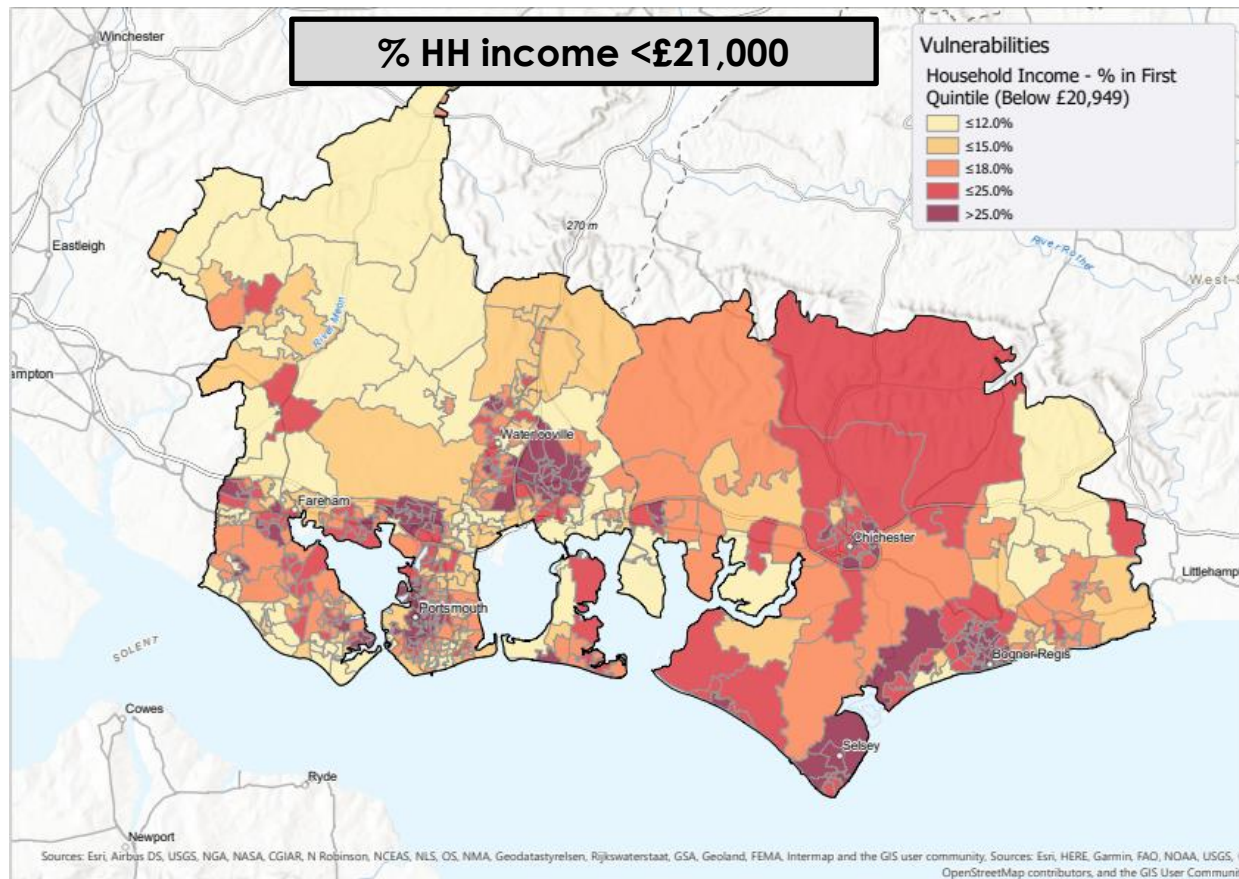 % HH income <£21,000
Vulnerabilities
Household Income - % in First
Quintile (Below £20,949)
≤12.0%
≤15.0%
≤18.0%
≤25.0%
>25.0%
Winchester
Eastleigh
270 m
River Rother
West-S
River Meon
ampton
Waterlooville
Fareham
Chichester
Littlehampt
Portsmouth
SOLENT
Bognor Regis
Cowes
Selsey
Ryde
Newport
Sources: Esri, Airbus DS, USGS, NGA, NASA, CGIAR, N Robinson, NCEAS, NLS, OS, NMA, Geodatastyrelsen, Rijkswaterstaat, GSA, Geoland, FEMA, Intermap and the GIS user community, Sources: Esri, HERE, Garmin, FAO, NOAA, USGS,
OpenStreetMap contributors, and the GIS User Communi